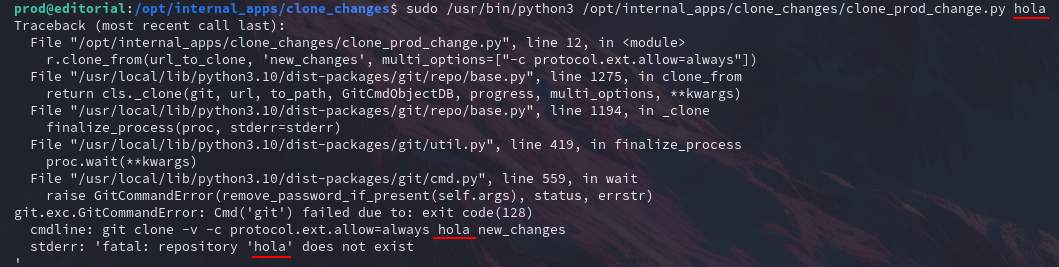 prod@editorial:/opt/internal_apps/clone_changes$ sudo /usr/bin/python3 /opt/internal_apps/clone_changes/clone_prod_change.py hola
Traceback (most recent call last):
  File "/opt/internal_apps/clone_changes/clone_prod_change.py", line 12, in <module>
    r.clone_from(url_to_clone, 'new_changes', multi_options=["-c protocol.ext.allow=always"])
  File "/usr/local/lib/python3.10/dist-packages/git/repo/base.py", line 1275, in clone_from
    return cls._clone(git, url, to_path, GitCmdObjectDB, progress, multi_options, **kwargs)
  File "/usr/local/lib/python3.10/dist-packages/git/repo/base.py", line 1194, in _clone
    finalize_process(proc, stderr=stderr)
  File "/usr/local/lib/python3.10/dist-packages/git/util.py", line 419, in finalize_process
    proc.wait(**kwargs)
  File "/usr/local/lib/python3.10/dist-packages/git/cmd.py", line 559, in wait
    raise GitCommandError(remove_password_if_present(self.args), status, errstr)
git.exc.GitCommandError: Cmd('git') failed due to: exit code(128)
  cmdline: git clone -v -c protocol.ext.allow=always hola new_changes
  stderr: 'fatal: repository 'hola' does not exist
'